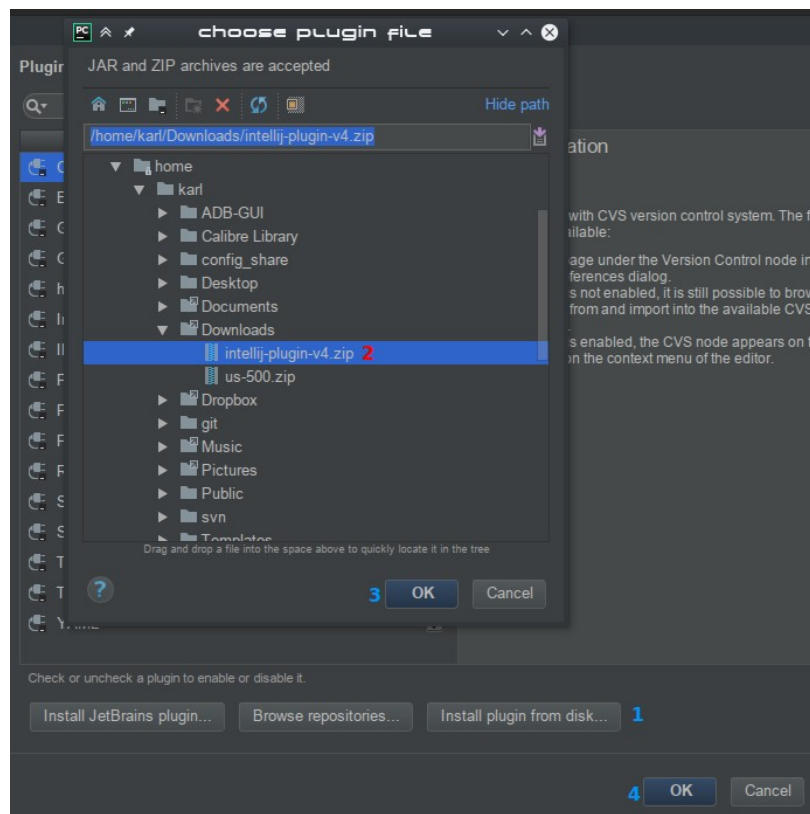 PC choose plugin file
Plugin
JAR and ZIP archives are accepted
Hide path
/home/karl/Downloads/intellij-plugin-v4.zip
home
karl
ADB-GUI
Calibre Library
config_share
Desktop
Documents
Downloads
intellij-plugin-v4.zip 2
us-500.zip
Dropbox
git
Music
Pictures
Public
svn
Templates
Drag and drop a file into the space above to quickly locate it in the tree
? 3 OK Cancel
ation
with CVS version control system. The f
ilable:
age under the Version Control node in
ferences dialog.
s not enabled, it is still possible to brow
from and import into the available CVS
s enabled, the CVS node appears on t
on the context menu of the editor.
C
E
G
G
h
I
P
F
F
R
S
S
T
T
YAML
Check or uncheck a plugin to enable or disable it.
Install JetBrains plugin... Browse repositories... Install plugin from disk... 1
4 OK Cancel